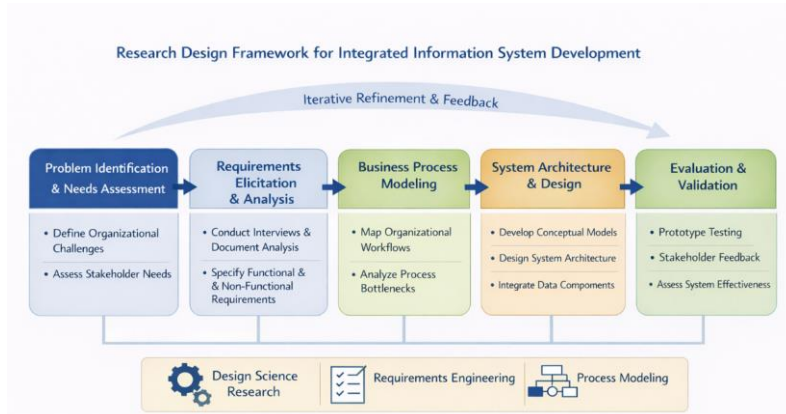 Research Design Framework for Integrated Information System Development
Iterative Refinement & Feedback
Problem Identification
& Needs Assessment
• Define Organizational
Challenges
• Assess Stakeholder Needs
Requirements
Elicitation
& Analysis
• Conduct Interviews &
Document Analysis
• Specify Functional &
& Non-Functional
Requirements
Business Process
Modeling
• Map Organizational
Workflows
• Analyze Process
Bottlenecks
System Architecture
& Design
• Develop Conceptual Models
• Design System Architecture
• Integrate Data Components
Evaluation &
Validation
• Prototype Testing
• Stakeholder Feedback
• Assess System Effectiveness
Design Science
Research
Requirements Engineering
Process Modeling